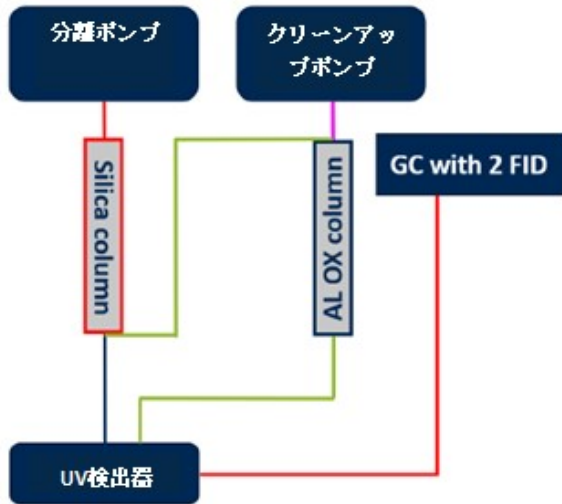 分離ポンプ
クリーンアッ
プポンプ
GC with 2 FID
Silica column
AL OX column
UV検出器